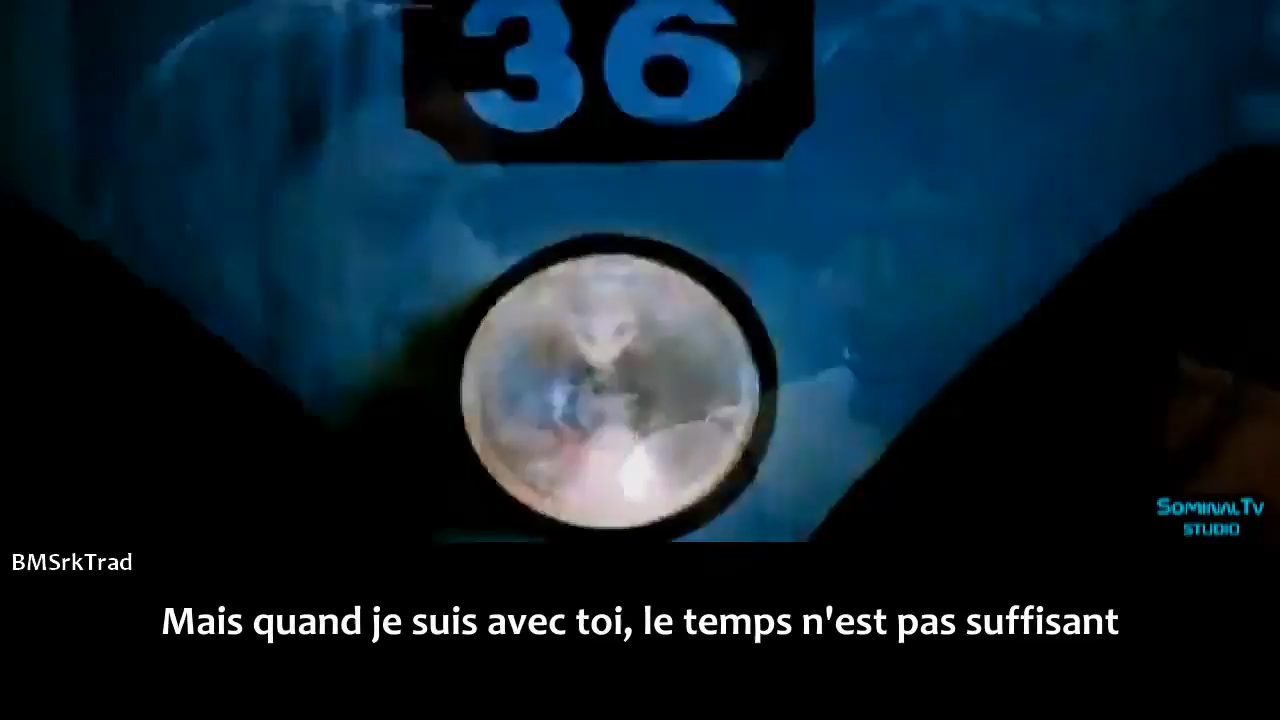 36
SominalTv
STUDIO
BMSrkTrad
Mais quand je suis avec toi, le temps n'est pas suffisant